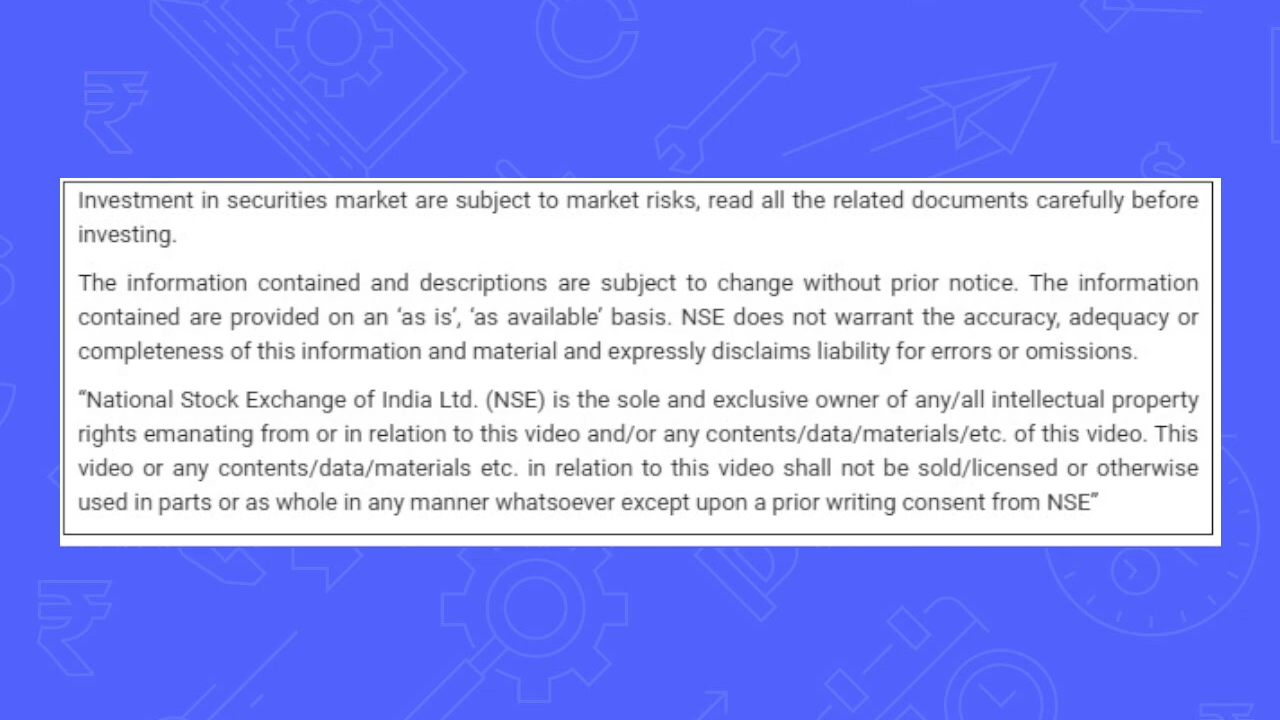 Investment in securities market are subject to market risks, read all the related documents carefully before
investing.
The information contained and descriptions are subject to change without prior notice. The information
contained are provided on an ‘as is’, ‘as available’ basis. NSE does not warrant the accuracy, adequacy or
completeness of this information and material and expressly disclaims liability for errors or omissions.
“National Stock Exchange of India Ltd. (NSE) is the sole and exclusive owner of any/all intellectual property
rights emanating from or in relation to this video and/or any contents/data/materials/etc. of this video. This
video or any contents/data/materials etc. in relation to this video shall not be sold/licensed or otherwise
used in parts or as whole in any manner whatsoever except upon a prior writing consent from NSE”